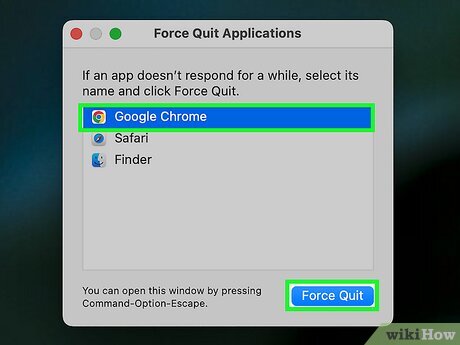 Force Quit Applications
If an app doesn't respond for a while, select its
name and click Force Quit.
Google Chrome
Safari
Finder
You can open this window by pressing
Command-Option-Escape.
Force Quit
wikiHow